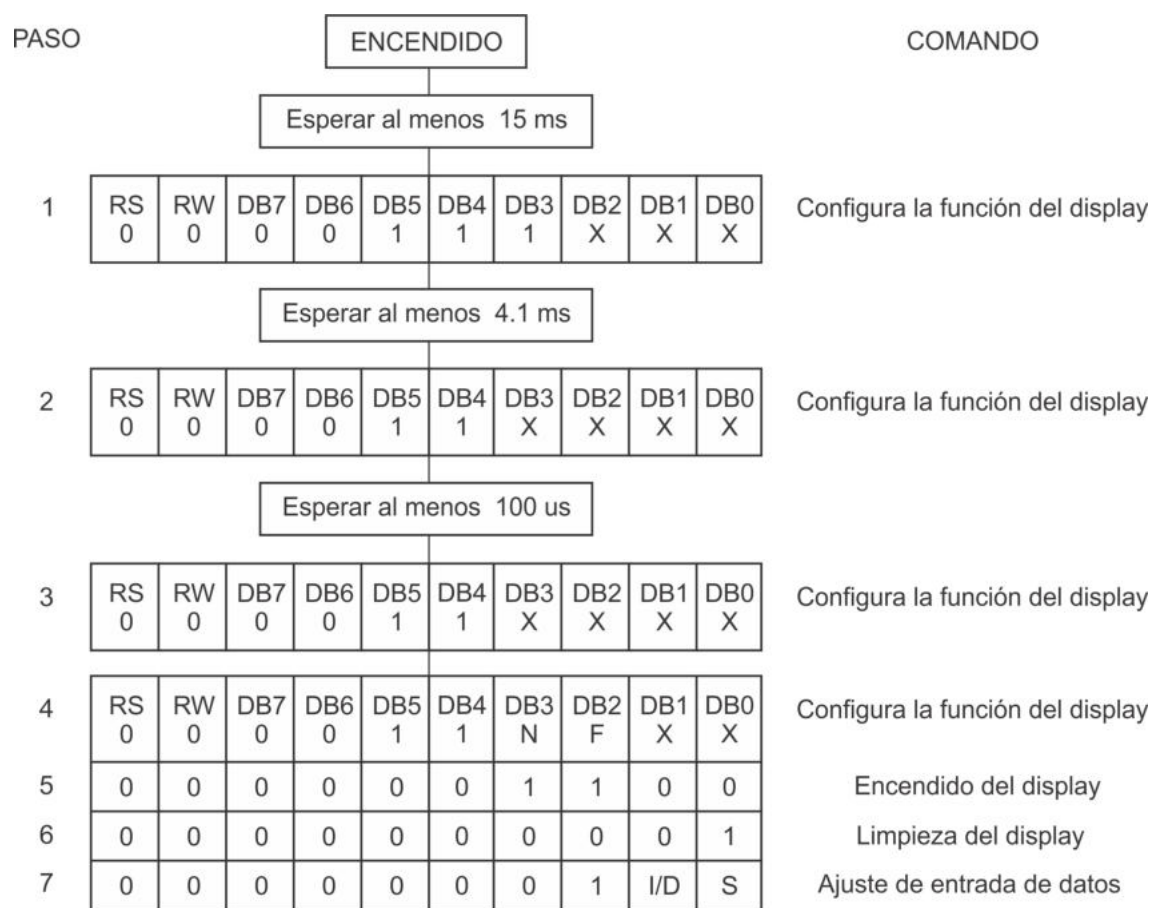 PASO ENCENDIDO COMANDO
Esperar al menos 15 ms
1 RS RW DB7 DB6 DB5 DB4 DB3 DB2 DB1 DB0 Configura la función del display
0 0 0 0 1 1 1 X X X
Esperar al menos 4.1 ms
2 RS RW DB7 DB6 DB5 DB4 DB3 DB2 DB1 DB0 Configura la función del display
0 0 0 0 1 1 X X X X
Esperar al menos 100 us
3 RS RW DB7 DB6 DB5 DB4 DB3 DB2 DB1 DB0 Configura la función del display
0 0 0 0 1 1 X X X X
4 RS RW DB7 DB6 DB5 DB4 DB3 DB2 DB1 DB0 Configura la función del display
0 0 0 0 1 1 N F X X
5 0 0 0 0 0 0 1 1 0 0 Encendido del display
6 0 0 0 0 0 0 0 0 0 1 Limpieza del display
7 0 0 0 0 0 0 0 1 I/D S Ajuste de entrada de datos